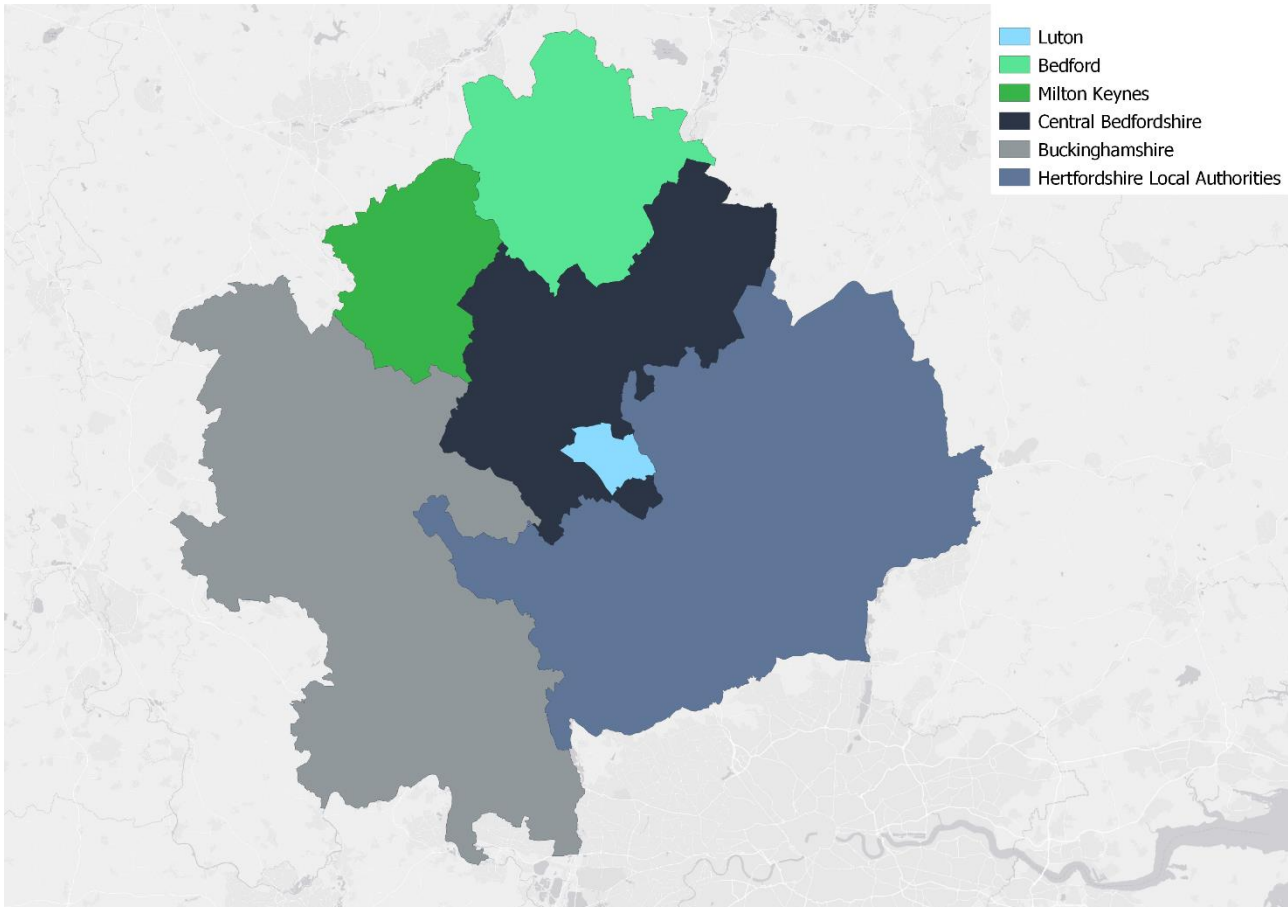 Luton
Bedford
Milton Keynes
Central Bedfordshire
Buckinghamshire
Hertfordshire Local Authorities